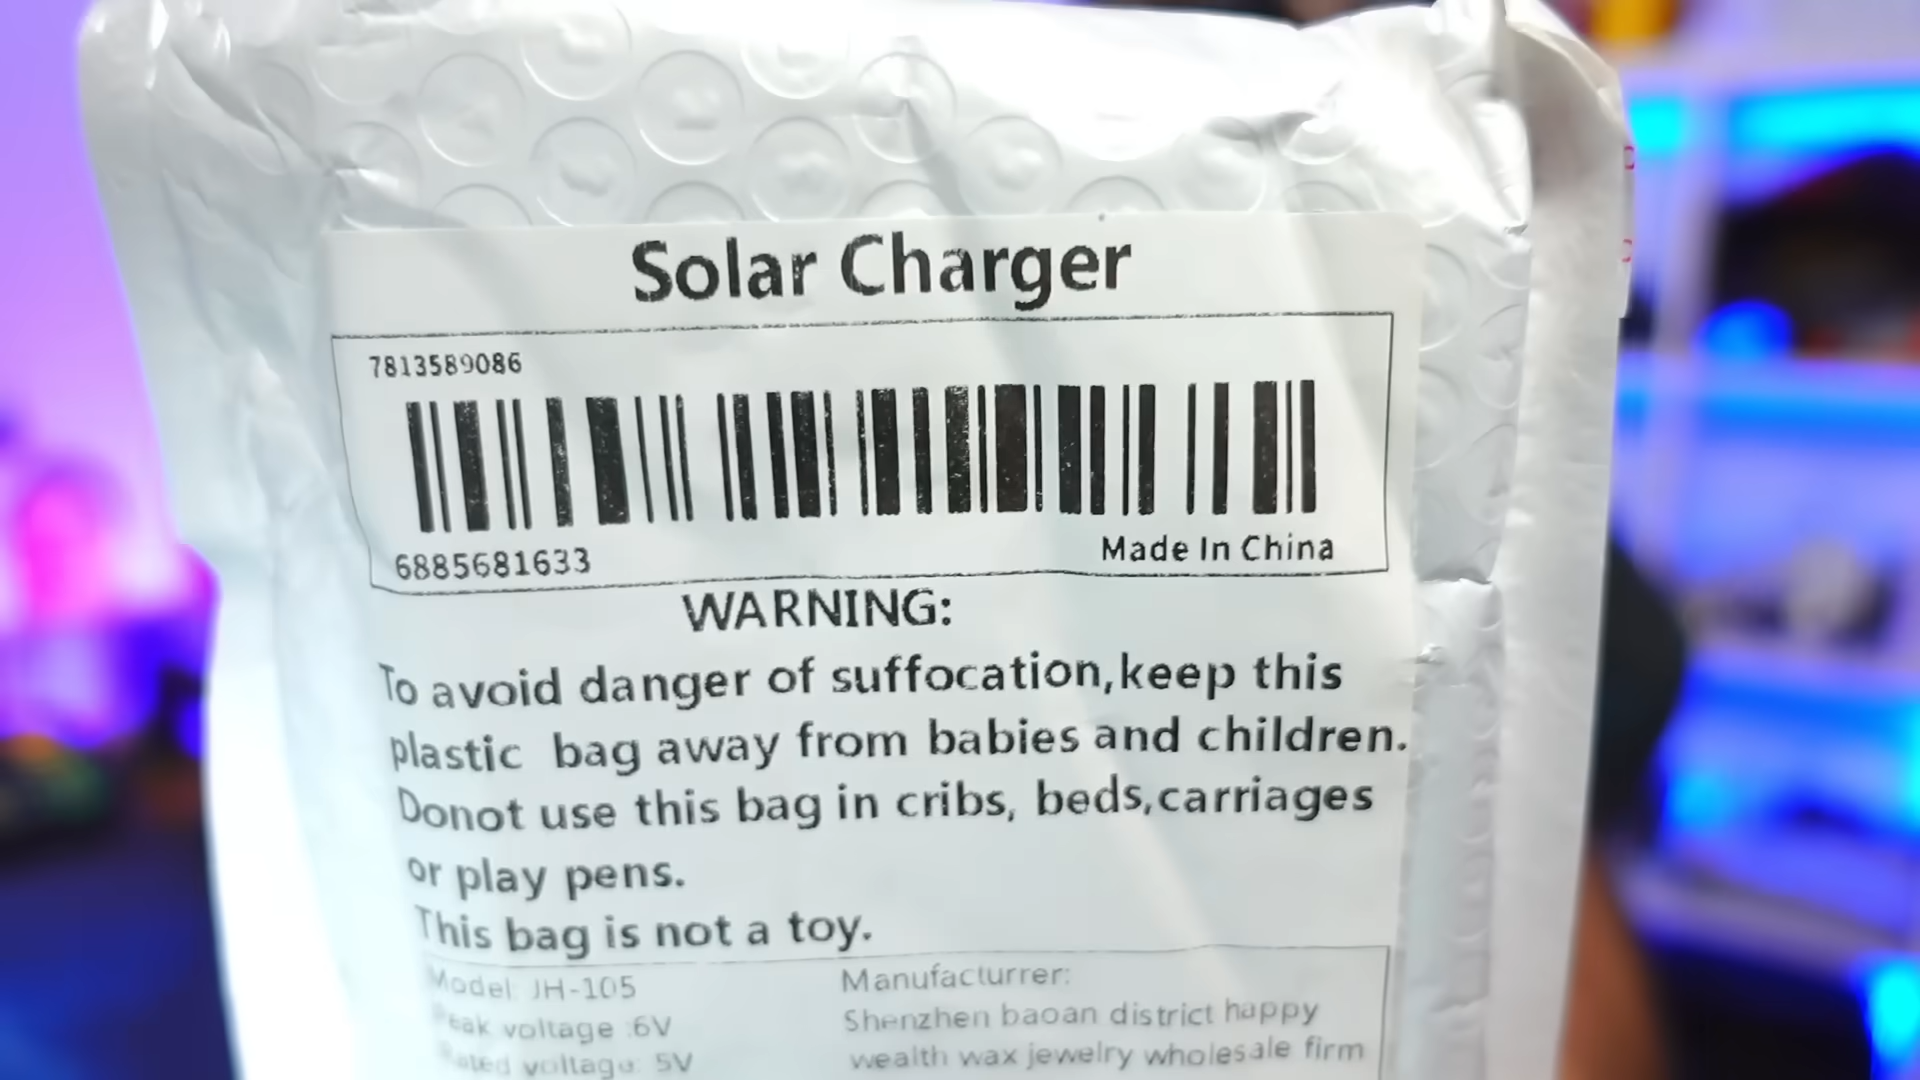 Solar Charger
7813589086
6885681633
Made In China
WARNING:
To avoid danger of suffocation,keep this
plastic bag away from babies and children.
Donot use this bag in cribs, beds,carriages
or play pens.
This bag is not a toy.
Model: JH-105
Peak voltage :6V
Rated voltage: 5V
Manufacturrer:
Shenzhen baoan district happy
wealth wax jewelry wholesale firm